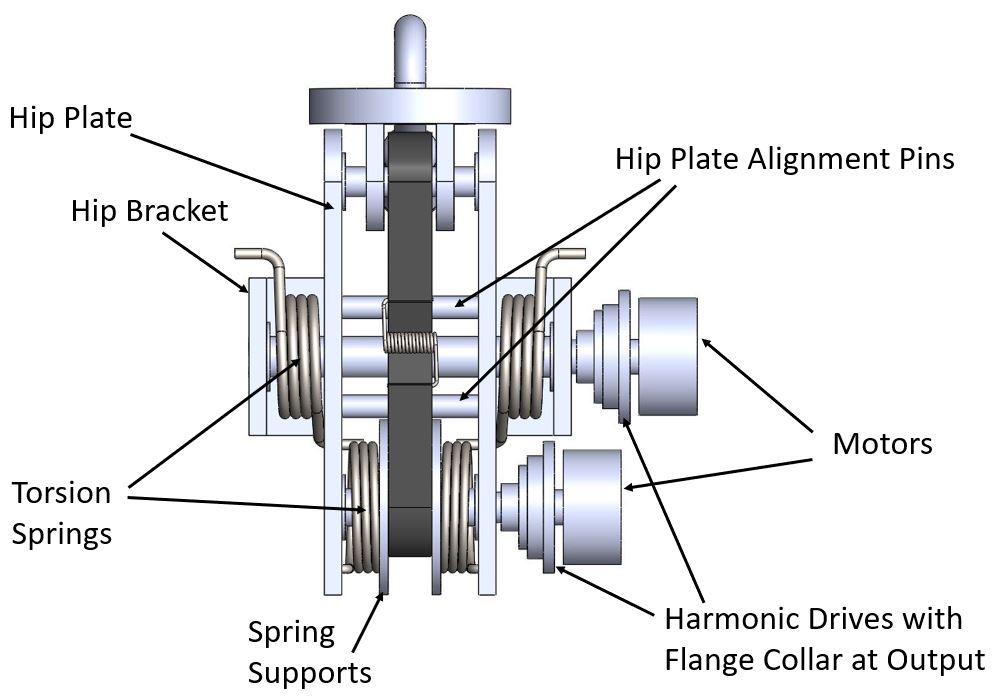 Hip Plate
Hip Plate Alignment Pins
Hip Bracket
Motors
Torsion
Springs
Harmonic Drives with
Flange Collar at Output
Spring
Supports